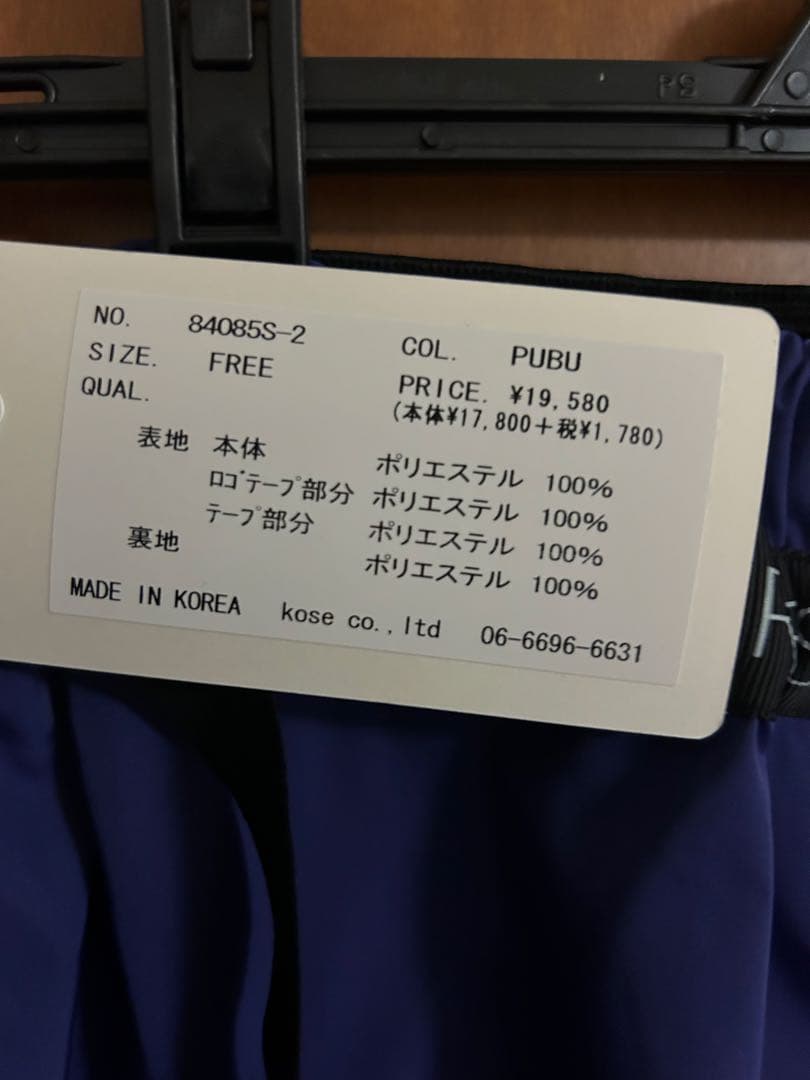 NO. 84085S-2 COL. PUBU
SIZE. FREE PRICE. ¥19,580
QUAL. (本体¥17,800+税¥1,780)
表地 本体 ポリエステル 100%
ロゴテープ部分 ポリエステル 100%
テープ部分 ポリエステル 100%
裏地 ポリエステル 100%
MADE IN KOREA kose co.,ltd 06-6696-6631